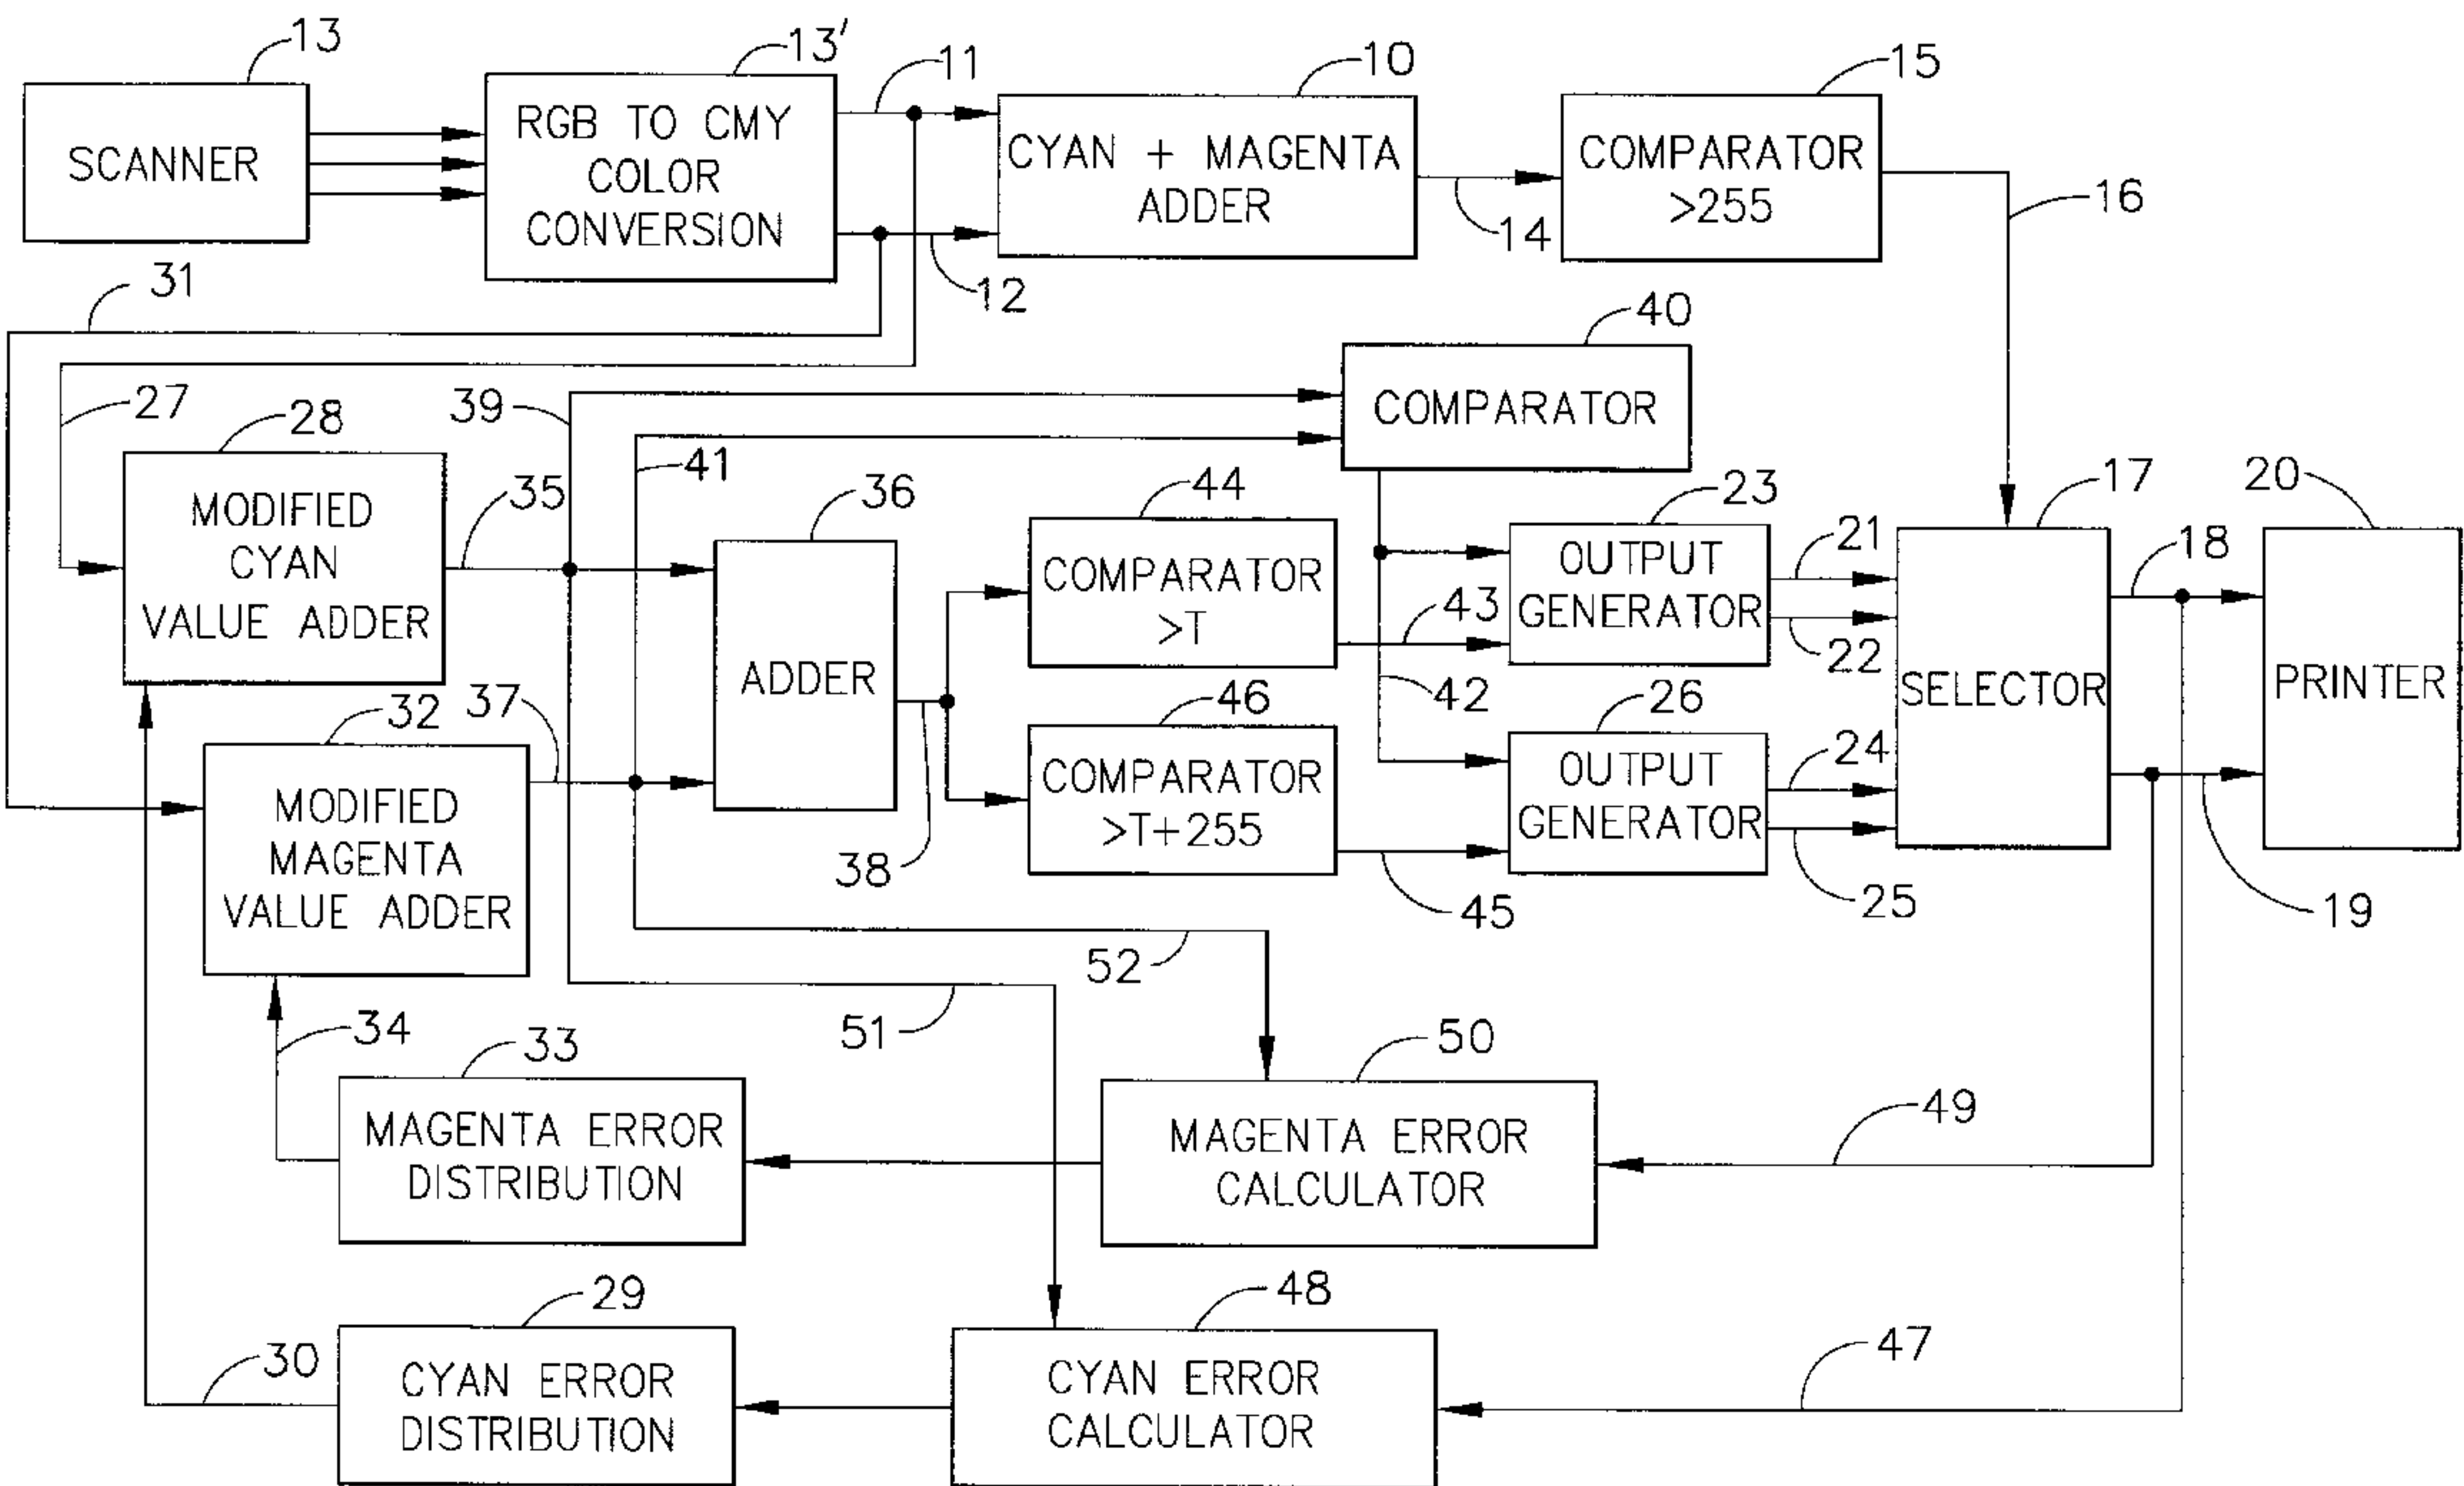 13
13'
11
10
15
SCANNER
RGB TO CMY
COLOR
CONVERSION
CYAN + MAGENTA
ADDER
COMPARATOR
>255
14
16
12
31
40
COMPARATOR
27
28
39
41
MODIFIED
CYAN
VALUE ADDER
35
36
44
23
17
20
ADDER
COMPARATOR
>T
43
OUTPUT
GENERATOR
21
22
18
SELECTOR
PRINTER
42
32
37
46
26
MODIFIED
MAGENTA
VALUE ADDER
38
COMPARATOR
>T+255
45
OUTPUT
GENERATOR
24
25
19
52
51
34
33
50
49
MAGENTA ERROR
DISTRIBUTION
MAGENTA ERROR
CALCULATOR
29
48
47
30
CYAN ERROR
DISTRIBUTION
CYAN ERROR
CALCULATOR